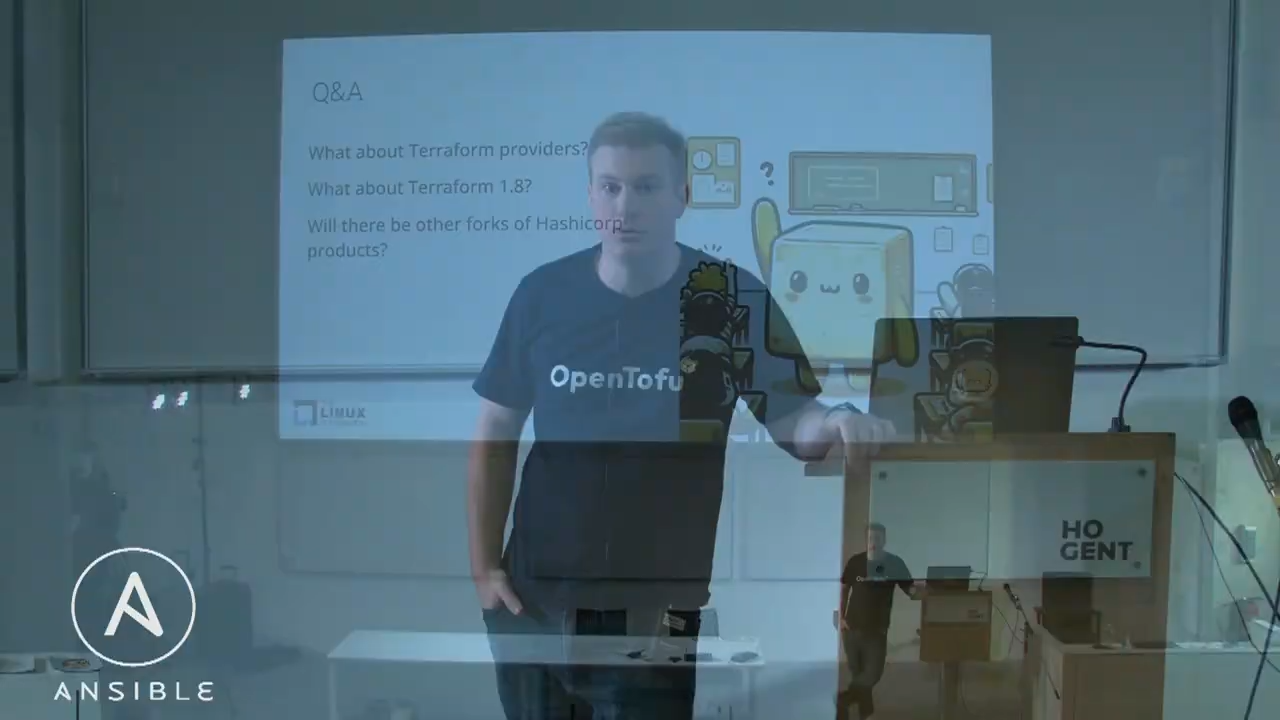 Q&A
What about Terraform providers?
What about Terraform 1.8?
?
Will there be other forks of Hashicorp
products?
OpenTofu
LINUX
HO
GENT
ANSIBLE